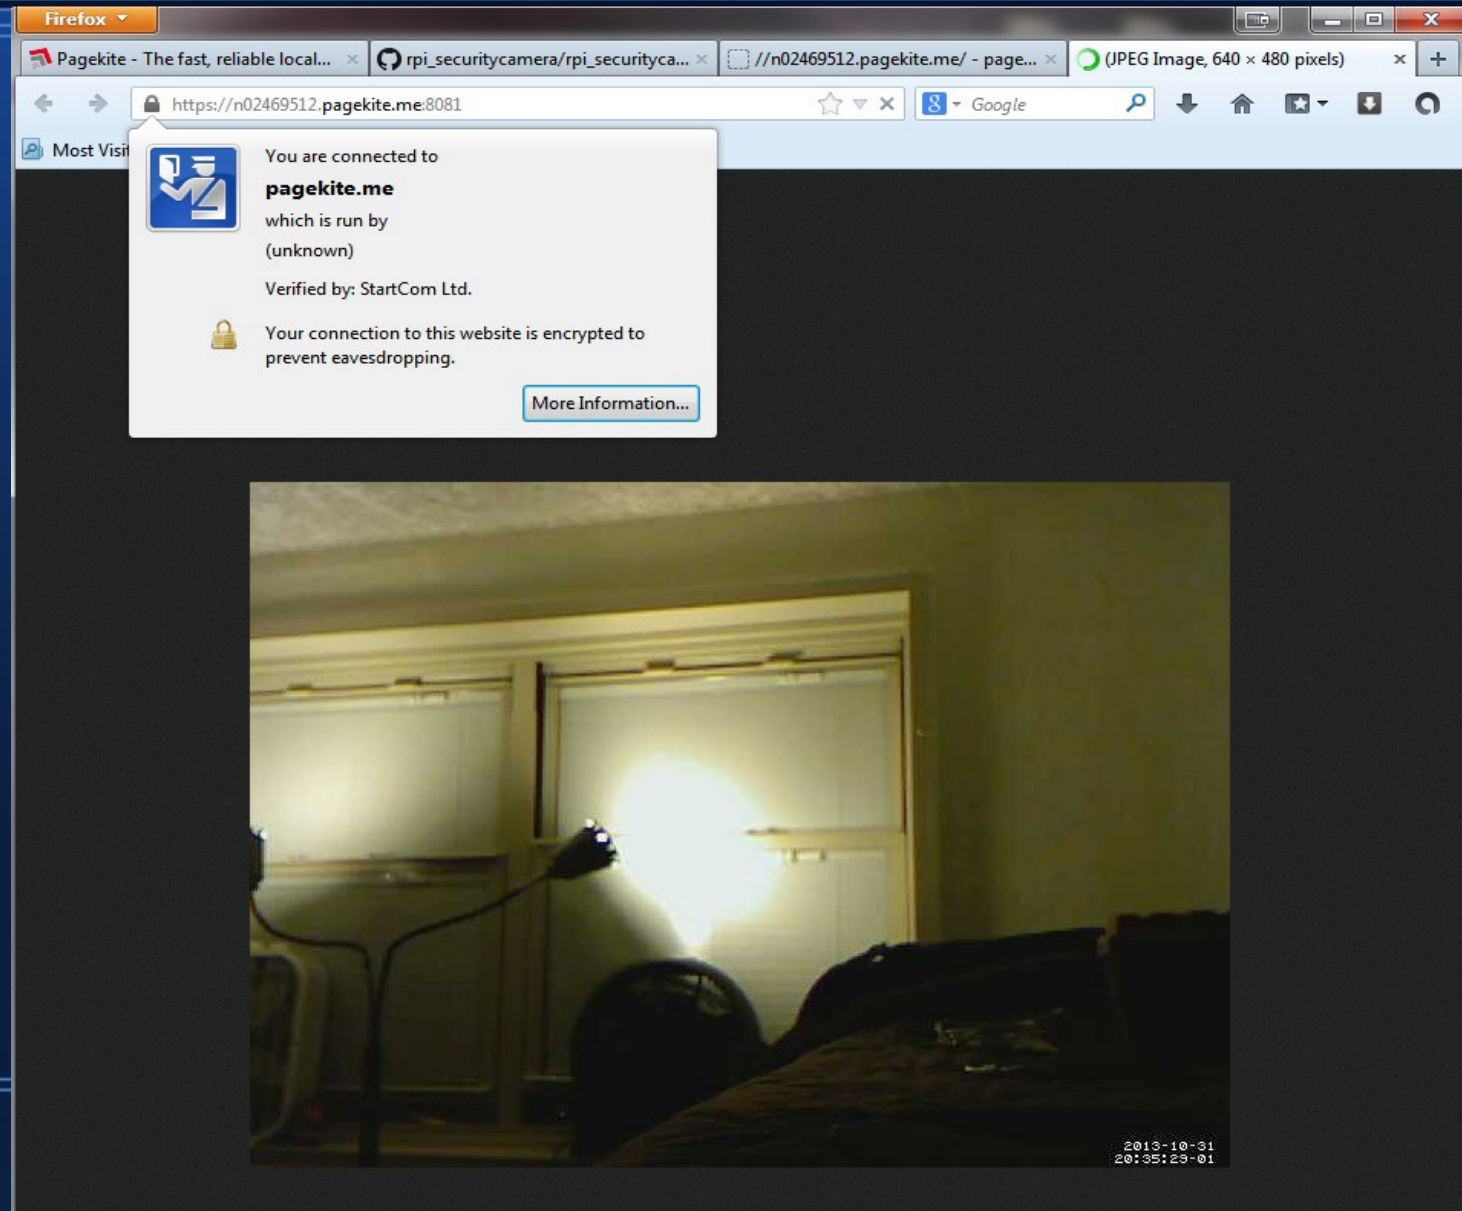 Firefox
Pagekite - The fast, reliable local...
rpi_securitycamera/rpi_securityca...
//n02469512.pagekite.me/ - page...
(JPEG Image, 640 × 480 pixels)
https://n02469512.pagekite.me:8081
8
Google
Most Visit
You are connected to
pagekite.me
which is run by
(unknown)
Verified by: StartCom Ltd.
Your connection to this website is encrypted to
prevent eavesdropping.
More Information...
2013-10-31
20:35:29-01